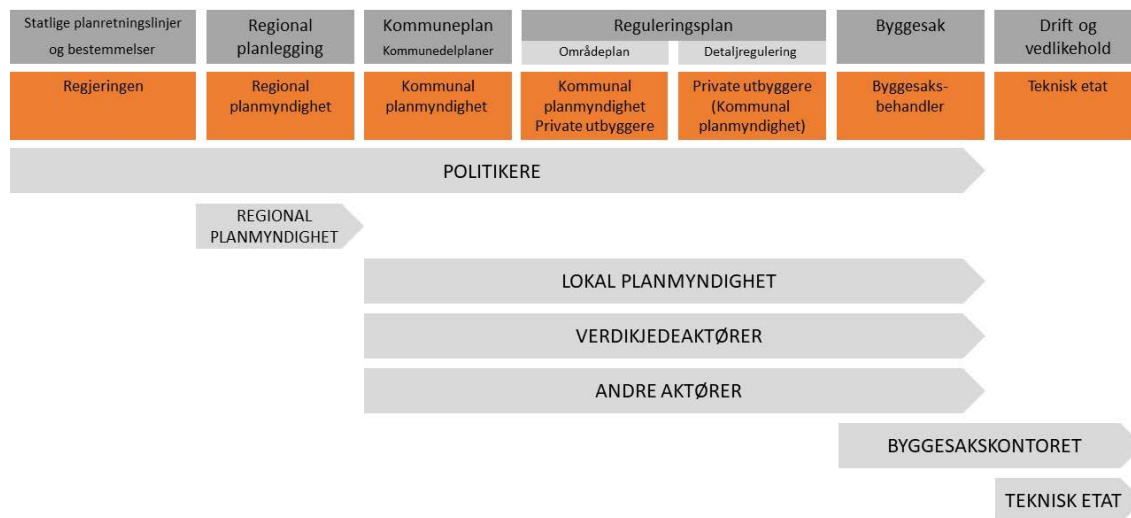 Statlige planretningslinjer
og bestemmelser
Regional
planlegging
Kommuneplan
Kommunedelplaner
Reguleringsplan
Områdeplan
Detaljregulering
Byggesak
Drift og
vedlikehold
Regjeringen
Regional
planmyndighet
Kommunal
planmyndighet
Kommunal
planmyndighet
Private utbyggere
Private utbyggere
(Kommunal
planmyndighet)
Byggesaks-
behandler
Teknisk etat
POLITIKERE
REGIONAL
PLANMYNDIGHET
LOKAL PLANMYNDIGHET
VERDIKJEDEAKTØRER
ANDRE AKTØRER
BYGGESAKSKONTORET
TEKNISK ETAT